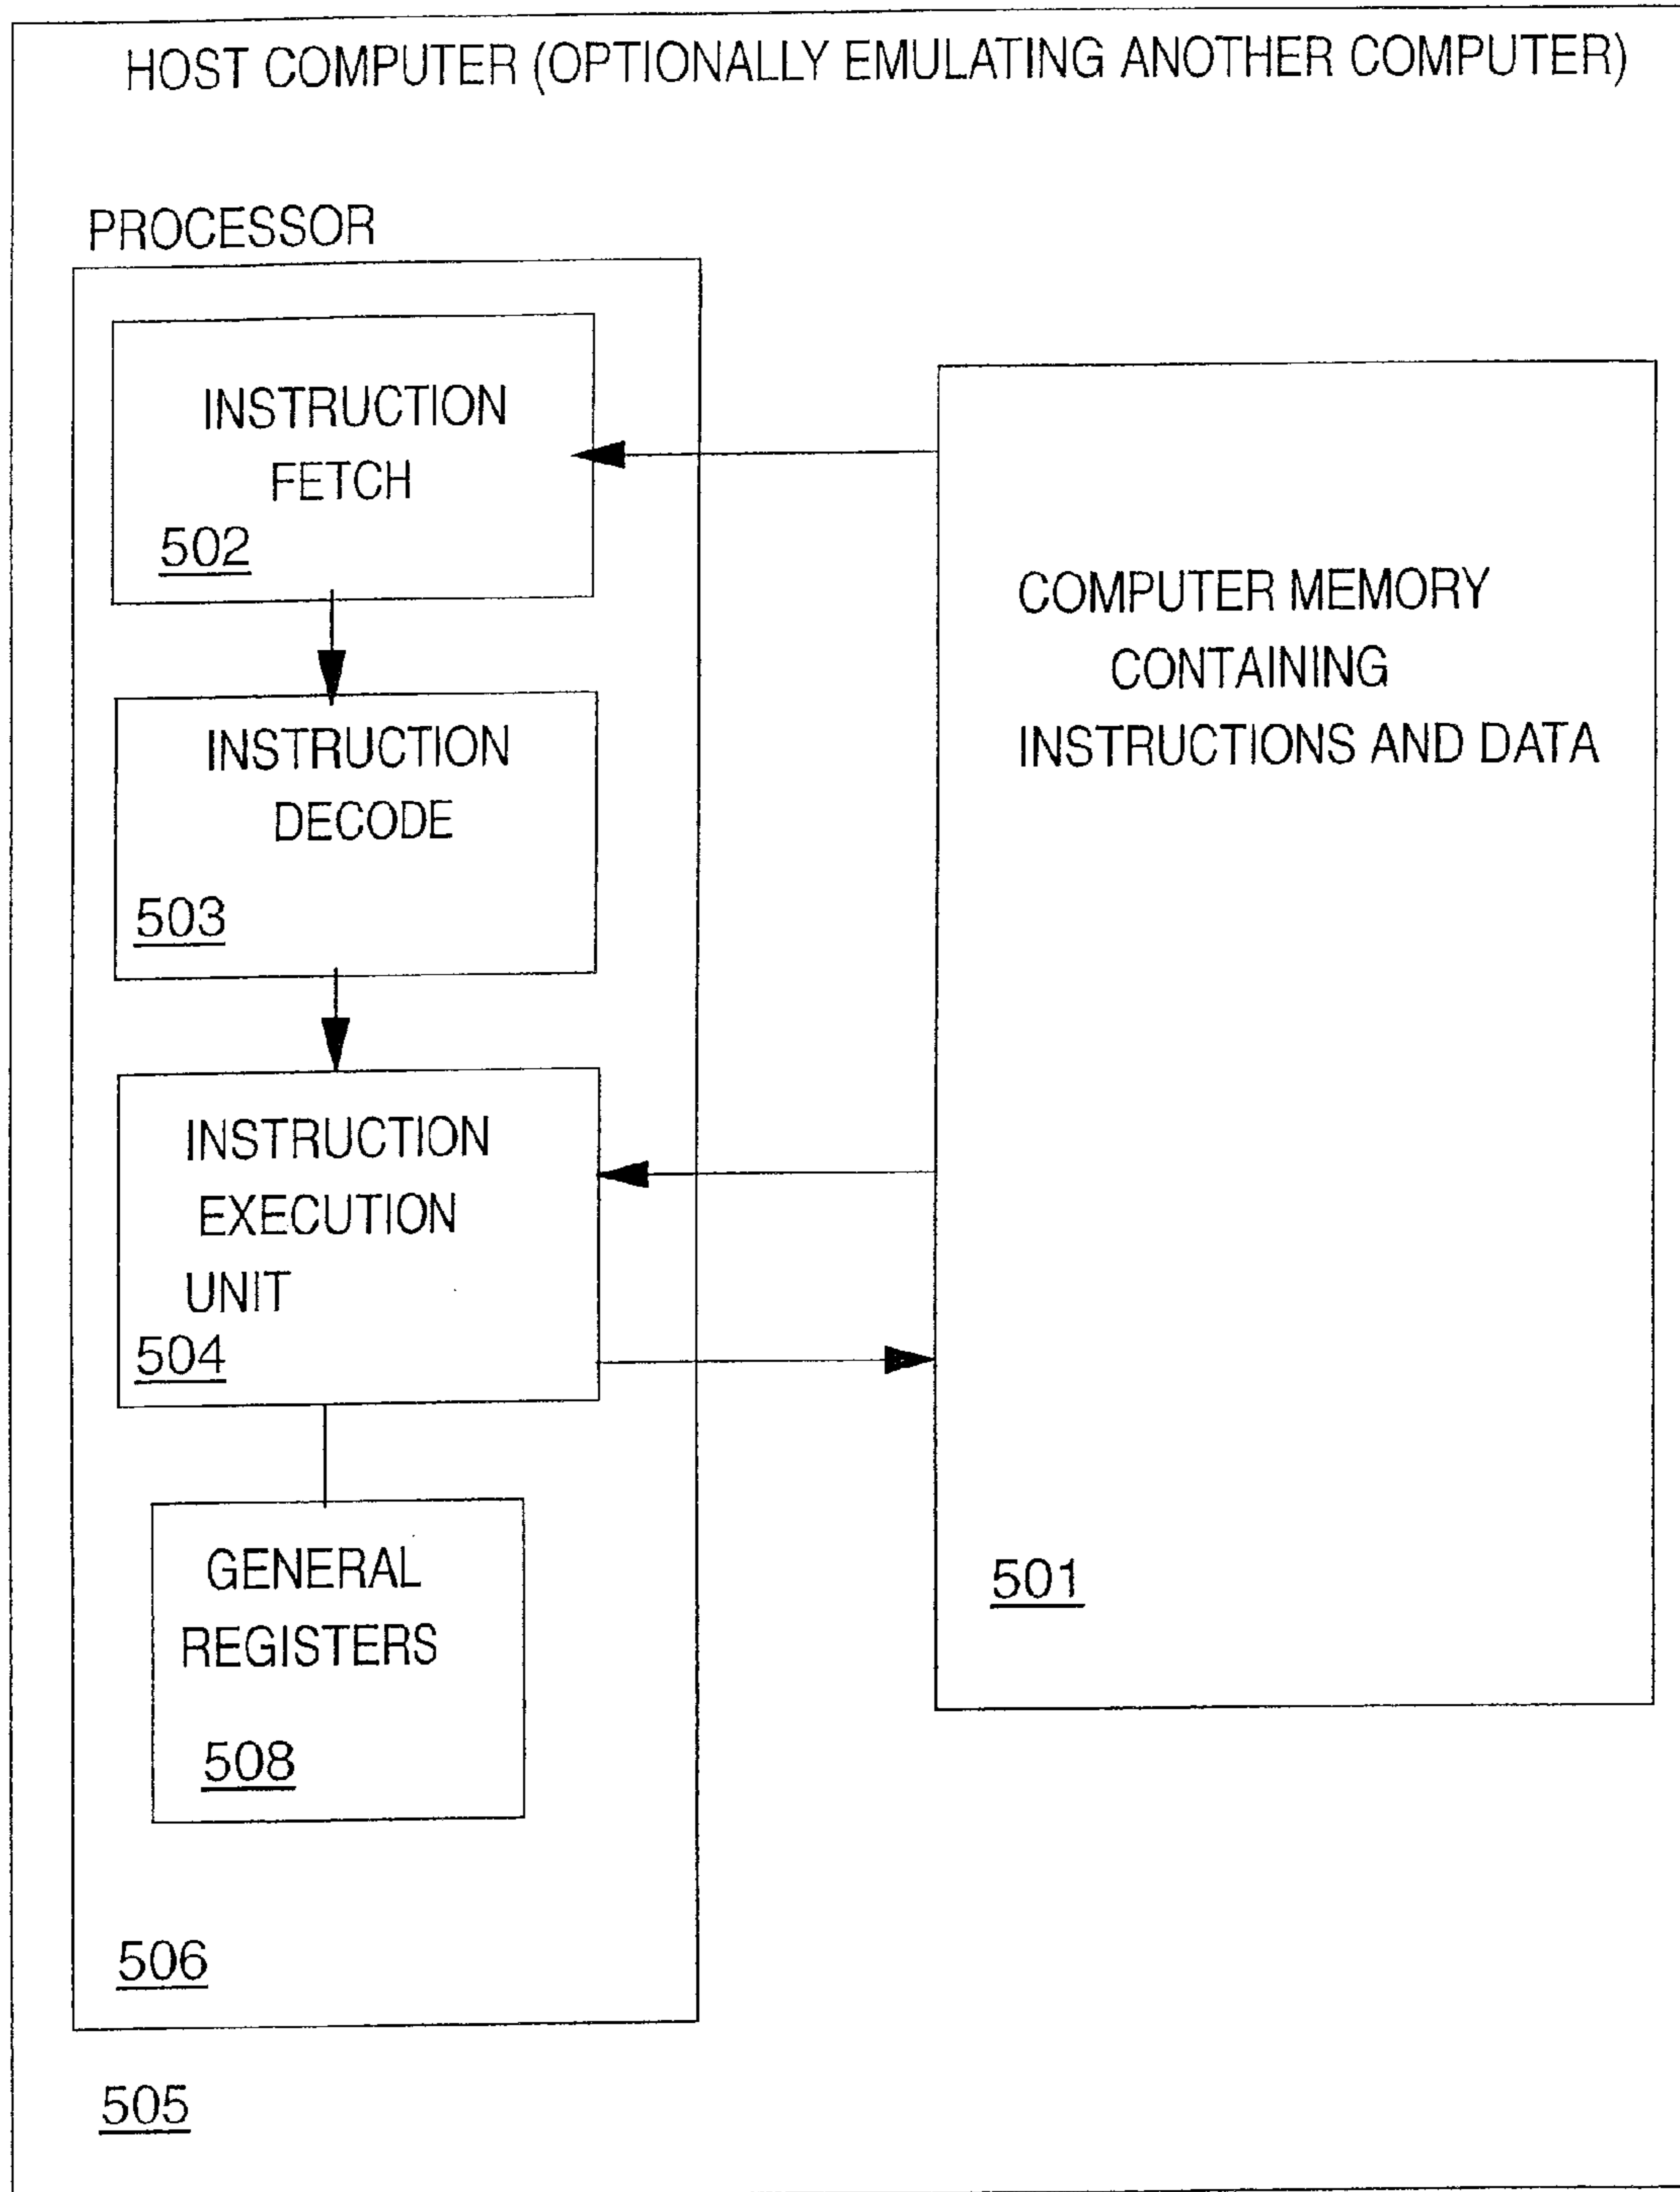 HOST COMPUTER (OPTIONALLY EMULATING ANOTHER COMPUTER)
PROCESSOR
INSTRUCTION
FETCH
502
INSTRUCTION
DECODE
503
INSTRUCTION
EXECUTION
UNIT
504
GENERAL
REGISTERS
508
506
505
COMPUTER MEMORY
CONTAINING
INSTRUCTIONS AND DATA
501